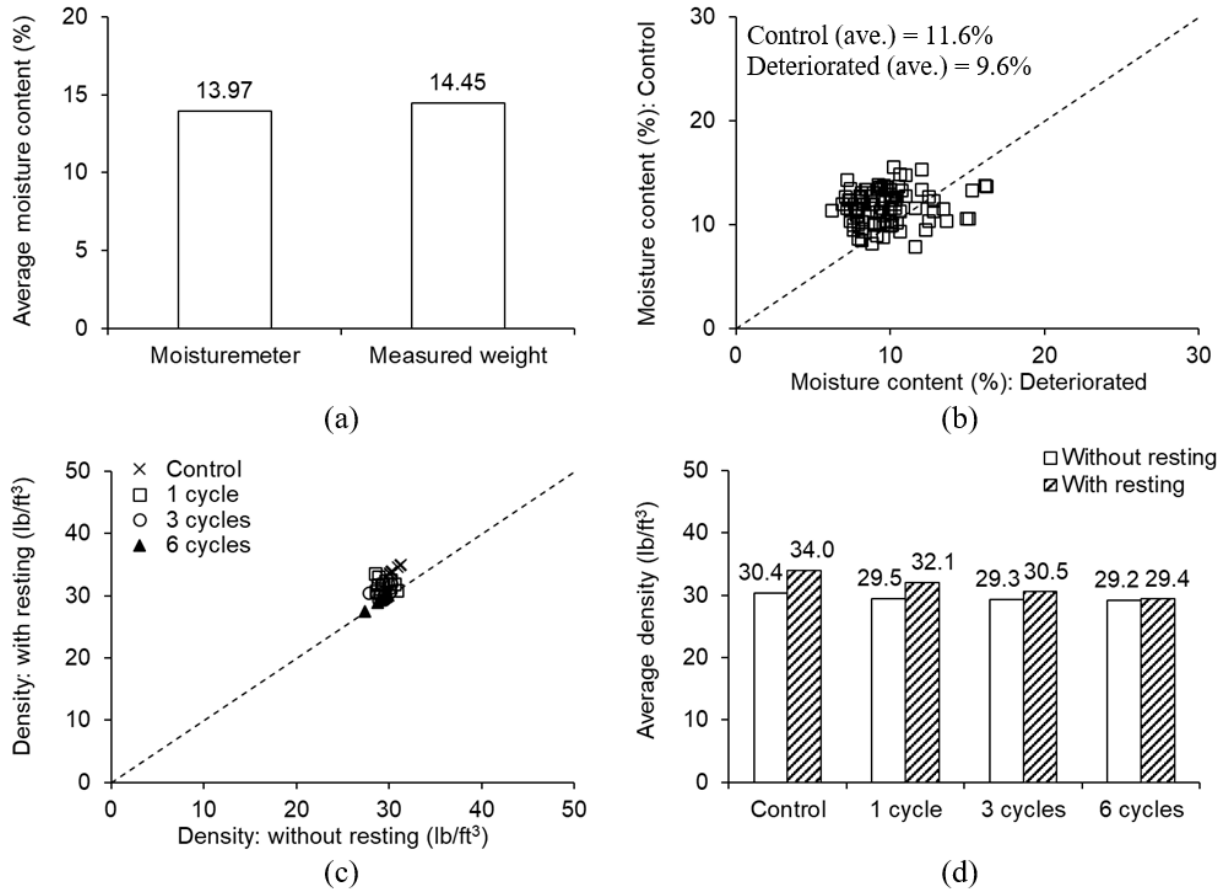 Average moisture content (%)
20
15
10
5
0
13.97
14.45
Moisturemeter
Measured weight
(a)
Moisture content (%): Control
30
20
10
0
Control (ave.) = 11.6%
Deteriorated (ave.) = 9.6%
0
10
20
30
Moisture content (%): Deteriorated
(b)
Density: with resting (lb/ft³)
50
40
30
20
10
0
Control
1 cycle
3 cycles
6 cycles
0
10
20
30
40
50
Density: without resting (lb/ft³)
(c)
Average density (lb/ft³)
50
40
30
20
10
0
Without resting
With resting
30.4
34.0
29.5
32.1
29.3
30.5
29.2
29.4
Control
1 cycle
3 cycles
6 cycles
(d)